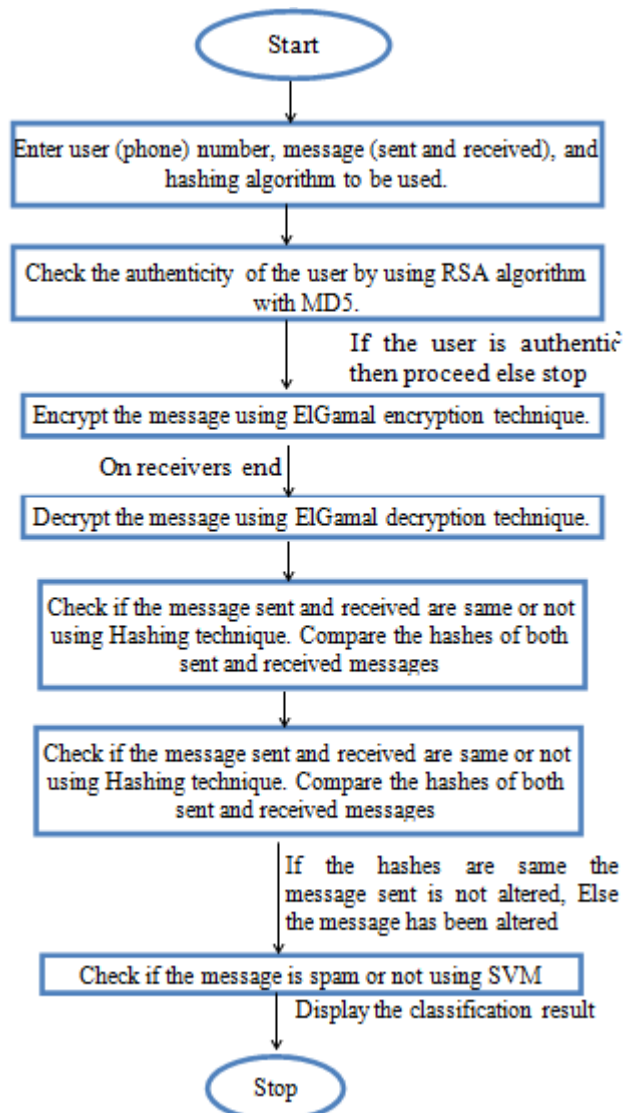 Start
Enter user (phone) number, message (sent and received), and
hashing algorithm to be used.
Check the authenticity of the user by using RSA algorithm
with MD5.
If the user is authentic
then proceed else stop
Encrypt the message using ElGamal encryption technique.
On receivers end
Decrypt the message using ElGamal decryption technique.
Check if the message sent and received are same or not
using Hashing technique. Compare the hashes of both
sent and received messages
Check if the message sent and received are same or not
using Hashing technique. Compare the hashes of both
sent and received messages
If the hashes are same the
message sent is not altered, Else
the message has been altered
Check if the message is spam or not using SVM
Display the classification result
Stop